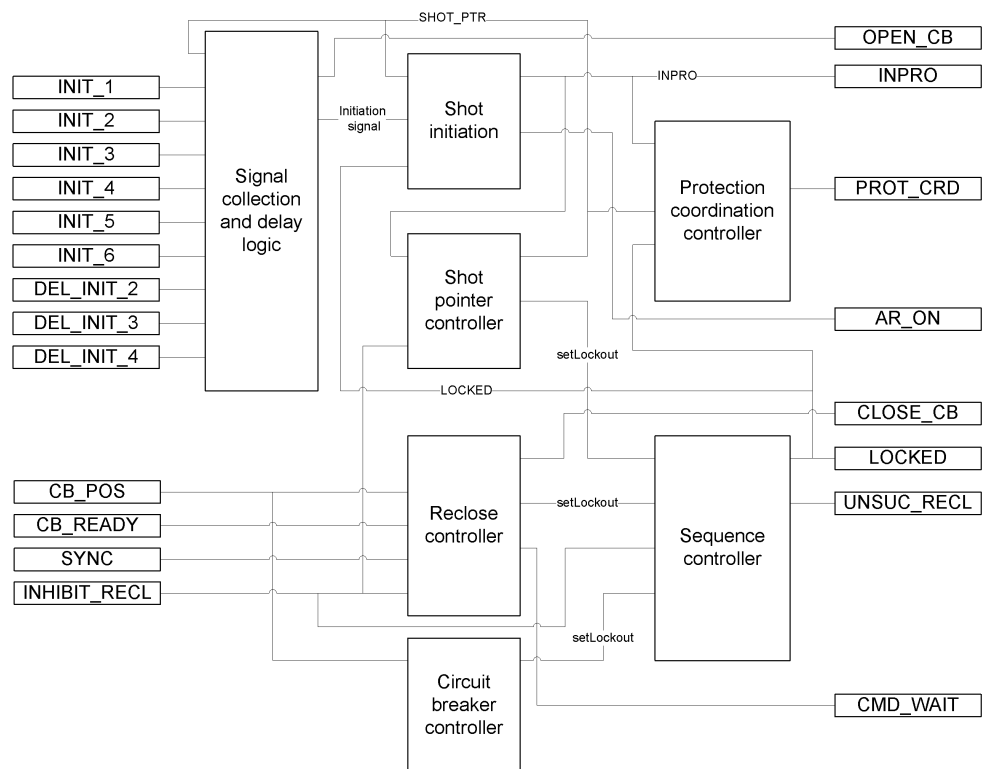 SHOT_PTR
OPEN_CB
INIT_1
INIT_2
INIT_3
INIT_4
INIT_5
INIT_6
DEL_INIT_2
DEL_INIT_3
DEL_INIT_4
Signal
collection
and delay
logic
Initiation
signal
Shot
initiation
INPRO
INPRO
Protection
coordination
controller
PROT_CRD
Shot
pointer
controller
AR_ON
setLockout
LOCKED
CLOSE_CB
LOCKED
UNSUC_RECL
CB_POS
CB_READY
SYNC
INHIBIT_RECL
Reclose
controller
setLockout
Sequence
controller
setLockout
Circuit
breaker
controller
CMD_WAIT